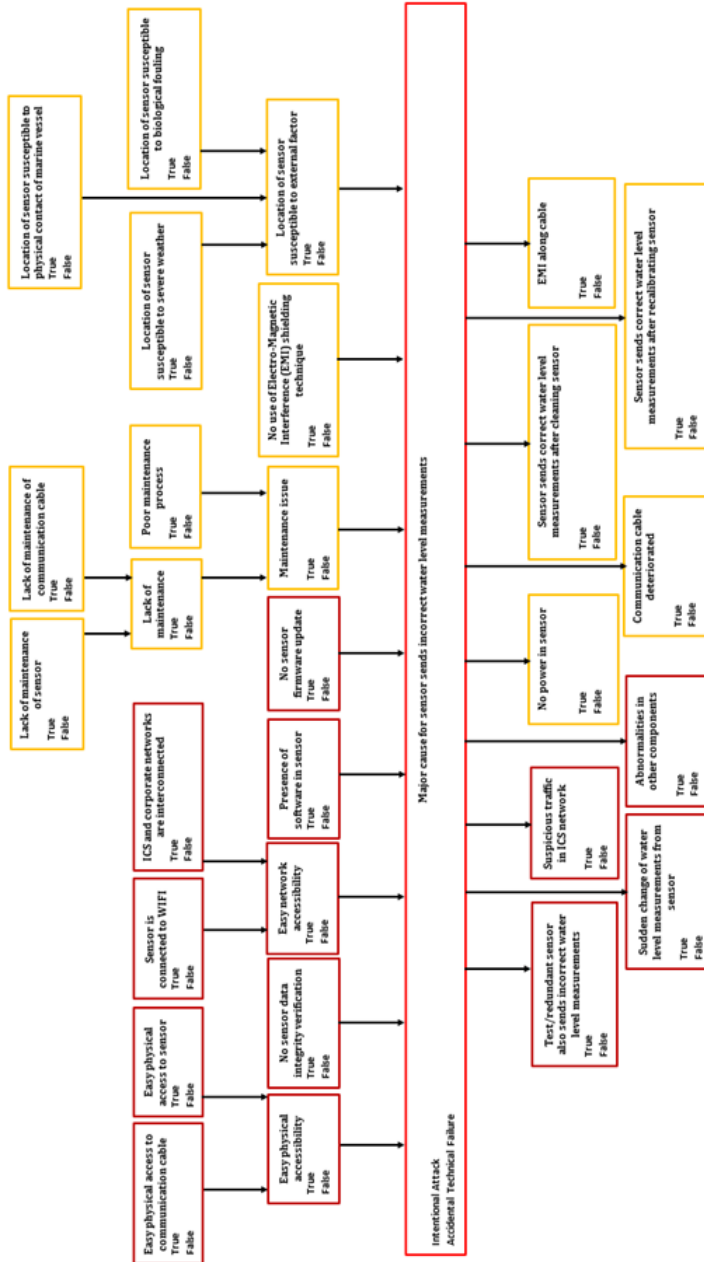 Easy physical access to
communication cable
True
False
Easy physical
access to sensor
True
False
Sensor is
connected to WIFI
True
False
ICS and corporate networks
are interconnected
True
False
Lack of maintenance
of sensor
True
False
Lack of maintenance of
communication cable
True
False
Lack of
maintenance
True
False
Poor maintenance
process
True
False
Location of sensor
susceptible to severe weather
True
False
Location of sensor susceptible to
physical contact of marine vessel
True
False
Location of sensor susceptible
to biological fouling
True
False
Easy physical
accessibility
True
False
No sensor data
integrity verification
True
False
Easy network
accessibility
True
False
Presence of
software in sensor
True
False
No sensor
firmware update
True
False
Maintenance issue
True
False
No use of Electro-Magnetic
Interference (EMI) shielding
technique
True
False
Location of sensor
susceptible to external factor
True
False
Major cause for sensor sends incorrect water level measurements
Intentional Attack
Accidental Technical Failure
Test/redundant sensor
also sends incorrect water
level measurements
True
False
Suspicious traffic
in ICS network
True
False
No power in sensor
True
False
Sensor sends correct water level
measurements after cleaning sensor
True
False
EMI along cable
True
False
Sudden change of water
level measurements from
sensor
True
False
Abnormalities in
other components
True
False
Communication cable
deteriorated
True
False
Sensor sends correct water level
measurements after recalibrating sensor
True
False